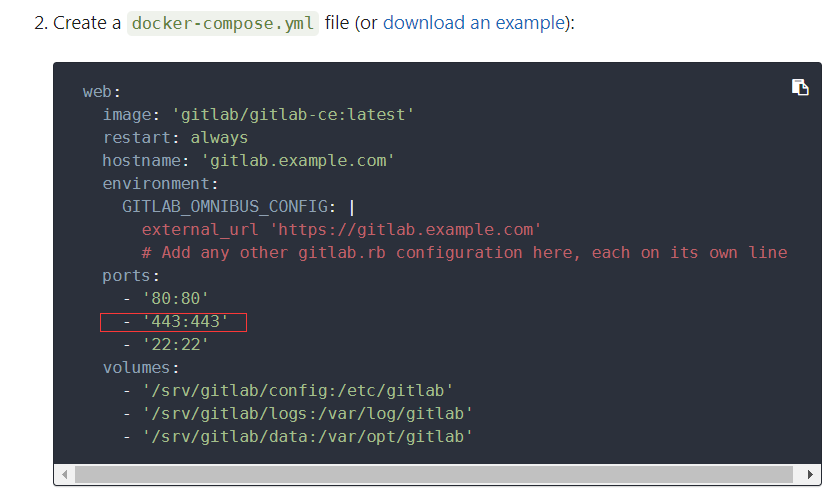 2. Create a docker-compose.yml file (or download an example):
web:
  image: 'gitlab/gitlab-ce:latest'
  restart: always
  hostname: 'gitlab.example.com'
  environment:
    GITLAB_OMNIBUS_CONFIG: |
      external_url 'https://gitlab.example.com'
      # Add any other gitlab.rb configuration here, each on its own line
  ports:
    - '80:80'
    - '443:443'
    - '22:22'
  volumes:
    - '/srv/gitlab/config:/etc/gitlab'
    - '/srv/gitlab/logs:/var/log/gitlab'
    - '/srv/gitlab/data:/var/opt/gitlab'